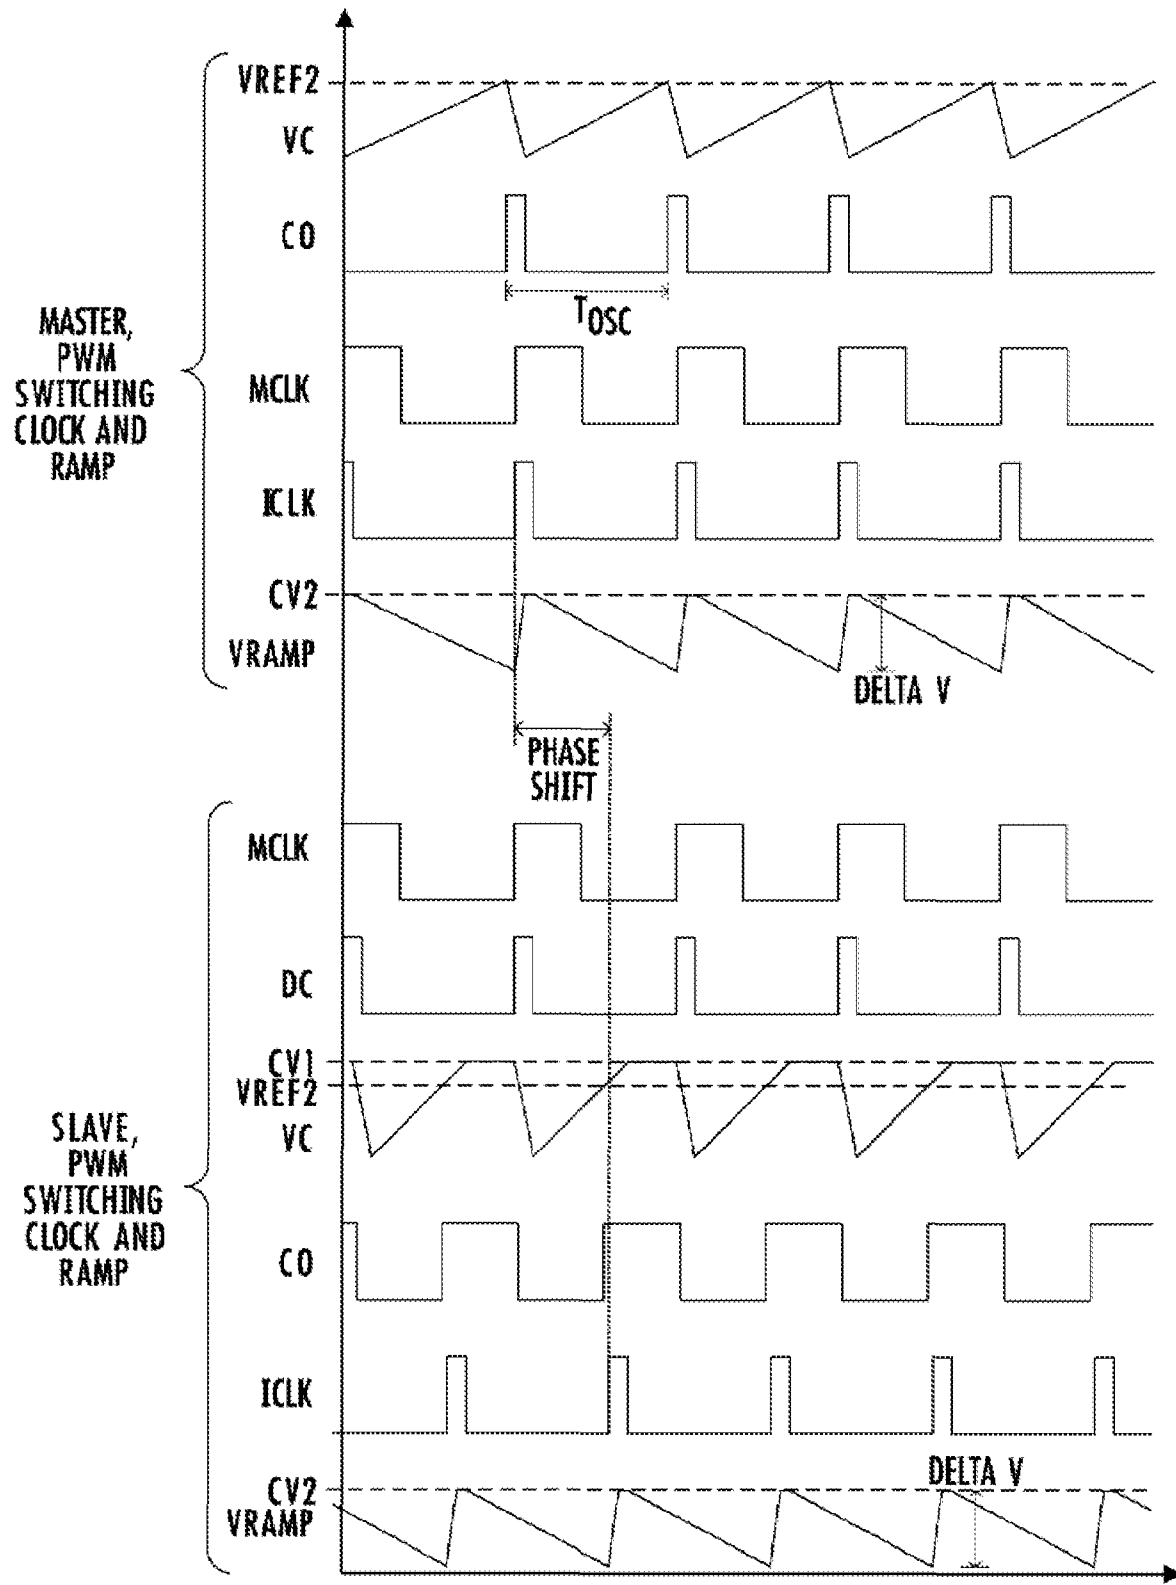 VREF2
VC
CO
TOSC
MASTER,
PWM
SWITCHING
CLOCK AND
RAMP
MCLK
ICLK
CV2
VRAMP
DELTA V
PHASE
SHIFT
MCLK
DC
CV1
VREF2
VC
SLAVE,
PWM
SWITCHING
CLOCK AND
RAMP
CO
ICLK
DELTA V
CV2
VRAMP